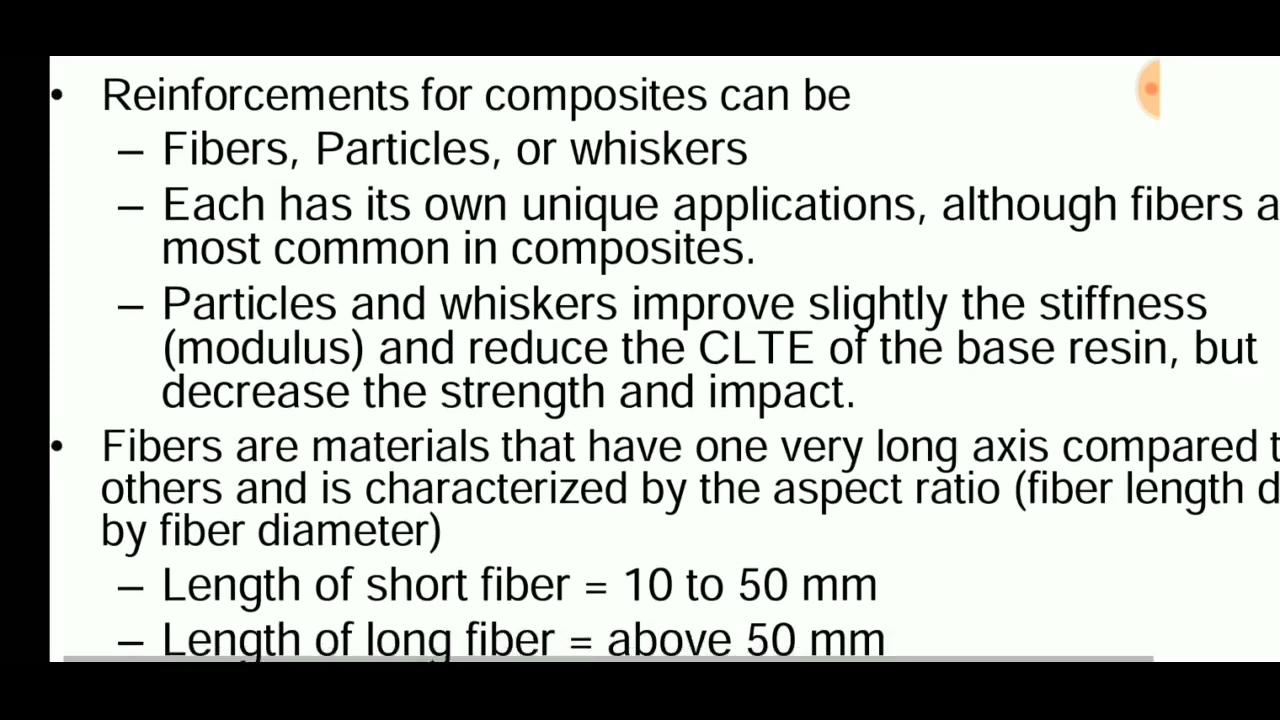 • Reinforcements for composites can be
– Fibers, Particles, or whiskers
– Each has its own unique applications, although fibers a
most common in composites.
– Particles and whiskers improve slightly the stiffness
(modulus) and reduce the CLTE of the base resin, but
decrease the strength and impact.
• Fibers are materials that have one very long axis compared t
others and is characterized by the aspect ratio (fiber length d
by fiber diameter)
– Length of short fiber = 10 to 50 mm
– Length of long fiber = above 50 mm